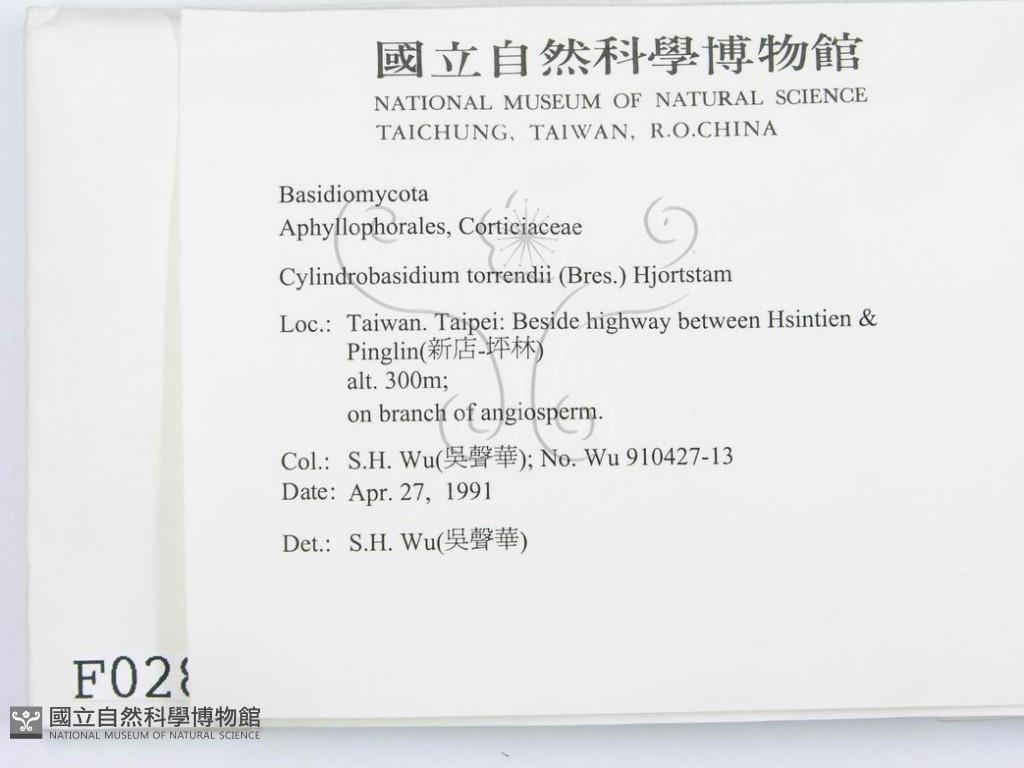 國立自然科學博物館
NATIONAL MUSEUM OF NATURAL SCIENCE
TAICHUNG, TAIWAN, R.O.CHINA
Basidiomycota
Aphyllophorales, Corticiaceae
Cylindrobasidium torrendii (Bres.) Hjortstam
Loc.: Taiwan. Taipei: Beside highway between Hsintien &
Pinglin(新店-坪林)
alt. 300m;
on branch of angiosperm.
Col.: S.H. Wu(吳聲華); No. Wu 910427-13
Date: Apr. 27, 1991
Det.: S.H. Wu(吳聲華)
F028
國立自然科學博物館
NATIONAL MUSEUM OF NATURAL SCIENCE